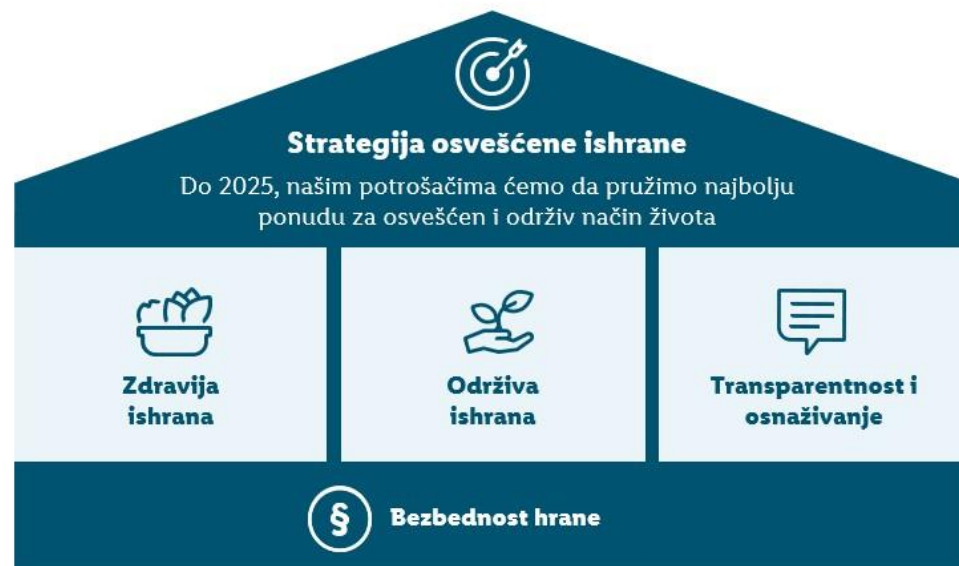 Strategija osvešćene ishrane
Do 2025, našim potrošačima ćemo da pružimo najbolju
ponudu za osvešćen i održiv način života
Zdravija
ishrana
Održiva
ishrana
Transparentnost i
osnaživanje
§
Bezbednost hrane